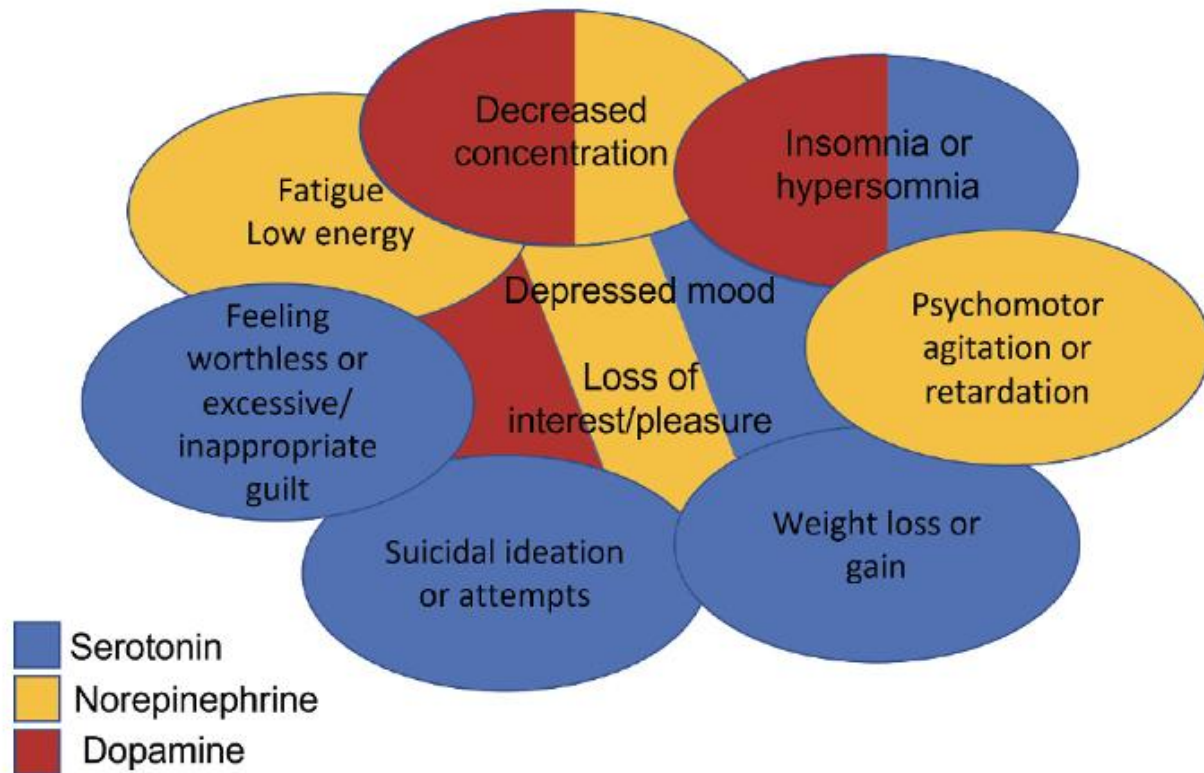 Decreased
concentration
Insomnia or
hypersomnia
Fatigue
Low energy
Depressed mood
Loss of
interest/pleasure
Feeling
worthless or
excessive/
inappropriate
guilt
Psychomotor
agitation or
retardation
Suicidal ideation
or attempts
Weight loss or
gain
Serotonin
Norepinephrine
Dopamine